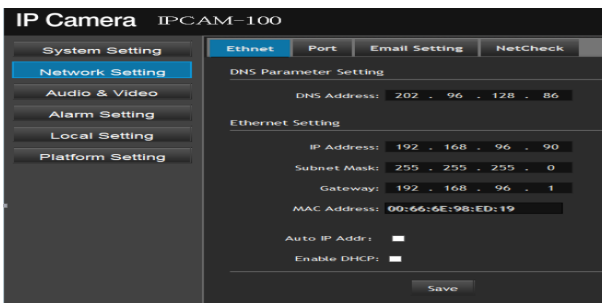 IP Camera IPCAM-100
System Setting
Network Setting
Audio & Video
Alarm Setting
Local Setting
Platform Setting
Ethnet Port Email Setting NetCheck
DNS Parameter Setting
DNS Address: 202 . 96 . 128 . 86
Ethernet Setting
IP Address: 192 . 168 . 96 . 90
Subnet Mask: 255 . 255 . 255 . 0
Gateway: 192 . 168 . 96 . 1
MAC Address: 00:66:6E:98:ED:19
Auto IP Addr:
Enable DHCP:
Save